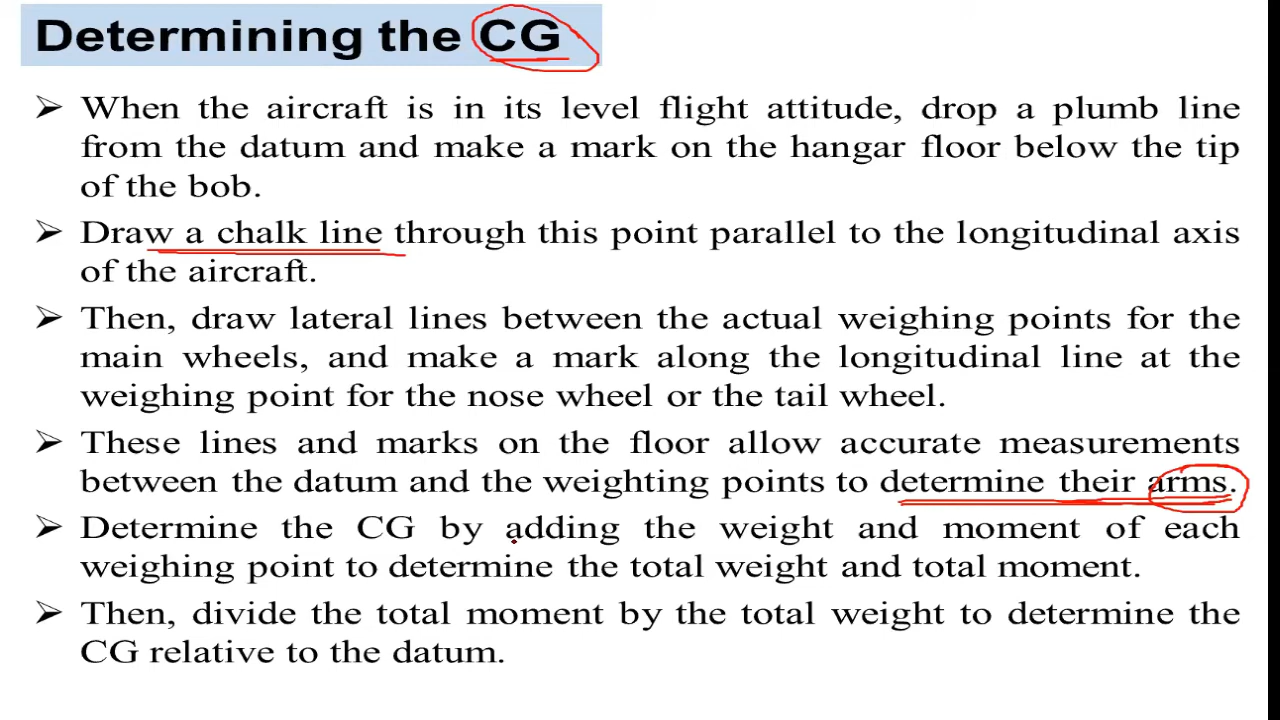 Determining the CG
➢ When the aircraft is in its level flight attitude, drop a plumb line
from the datum and make a mark on the hangar floor below the tip
of the bob.
➢ Draw a chalk line through this point parallel to the longitudinal axis
of the aircraft.
➢ Then, draw lateral lines between the actual weighing points for the
main wheels, and make a mark along the longitudinal line at the
weighing point for the nose wheel or the tail wheel.
➢ These lines and marks on the floor allow accurate measurements
between the datum and the weighting points to determine their arms.
➢ Determine the CG by adding the weight and moment of each
weighing point to determine the total weight and total moment.
➢ Then, divide the total moment by the total weight to determine the
CG relative to the datum.